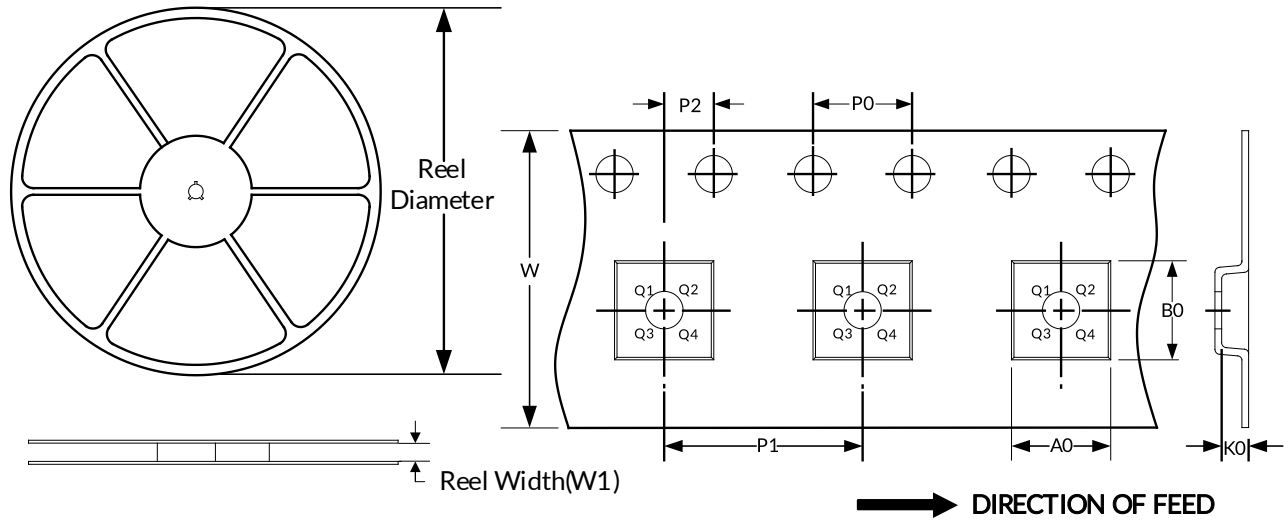 Reel
Diameter
Reel Width(W1)
P2
P0
W
Q1 Q2
Q3 Q4
Q1 Q2
Q3 Q4
Q1 Q2
Q3 Q4
B0
P1
A0
K0
DIRECTION OF FEED